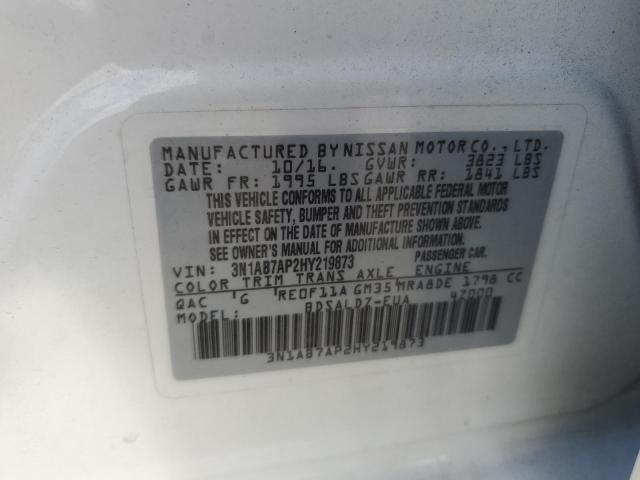 MANUFACTURED BY NISSAN MOTOR CO., LTD.
DATE: 10/16. GVWR: 3823 LBS
GAWR FR: 1995 LBS GAWR RR: 1841 LBS
THIS VEHICLE CONFORMS TO ALL APPLICABLE FEDERAL MOTOR
VEHICLE SAFETY, BUMPER AND THEFT PREVENTION STANDARDS
IN EFFECT ON THE DATE OF MANUFACTURE SHOWN ABOVE.
SEE OWNER'S MANUAL FOR ADDITIONAL INFORMATION.
VIN: 3N1AB7AP2HY219873 PASSENGER CAR.
COLOR TRIM TRANS AXLE ENGINE
QAC G RE0F11A GM35 MRA8DE 1798 CC
MODEL: BDSALDZ-EUA 4Z000
3N1AB7AP2HY219873